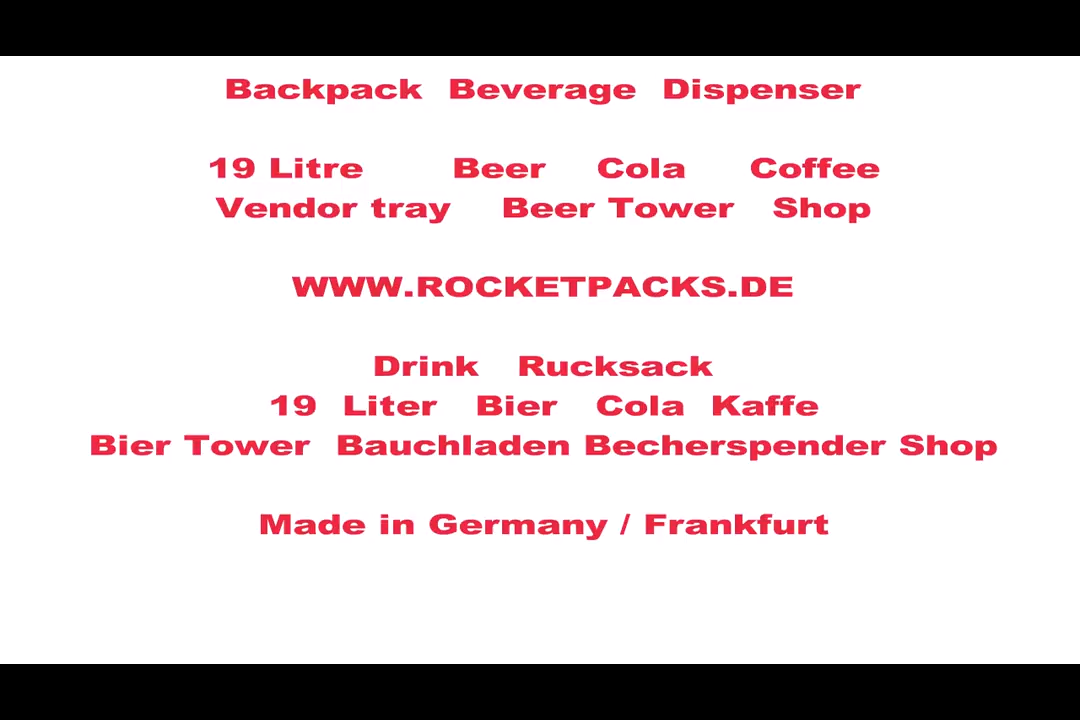 Backpack Beverage Dispenser
19 Litre Beer Cola Coffee
Vendor tray Beer Tower Shop
WWW.ROCKETPACKS.DE
Drink Rucksack
19 Liter Bier Cola Kaffe
Bier Tower Bauchladen Becherspender Shop
Made in Germany / Frankfurt